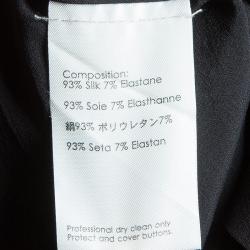 Composition:
93% Silk 7% Elastane
93% Soie 7% Elasthanne
絹93% ポリウレタン7%
93% Seta 7% Elastan
Professional dry clean only
Protect and cover buttons.